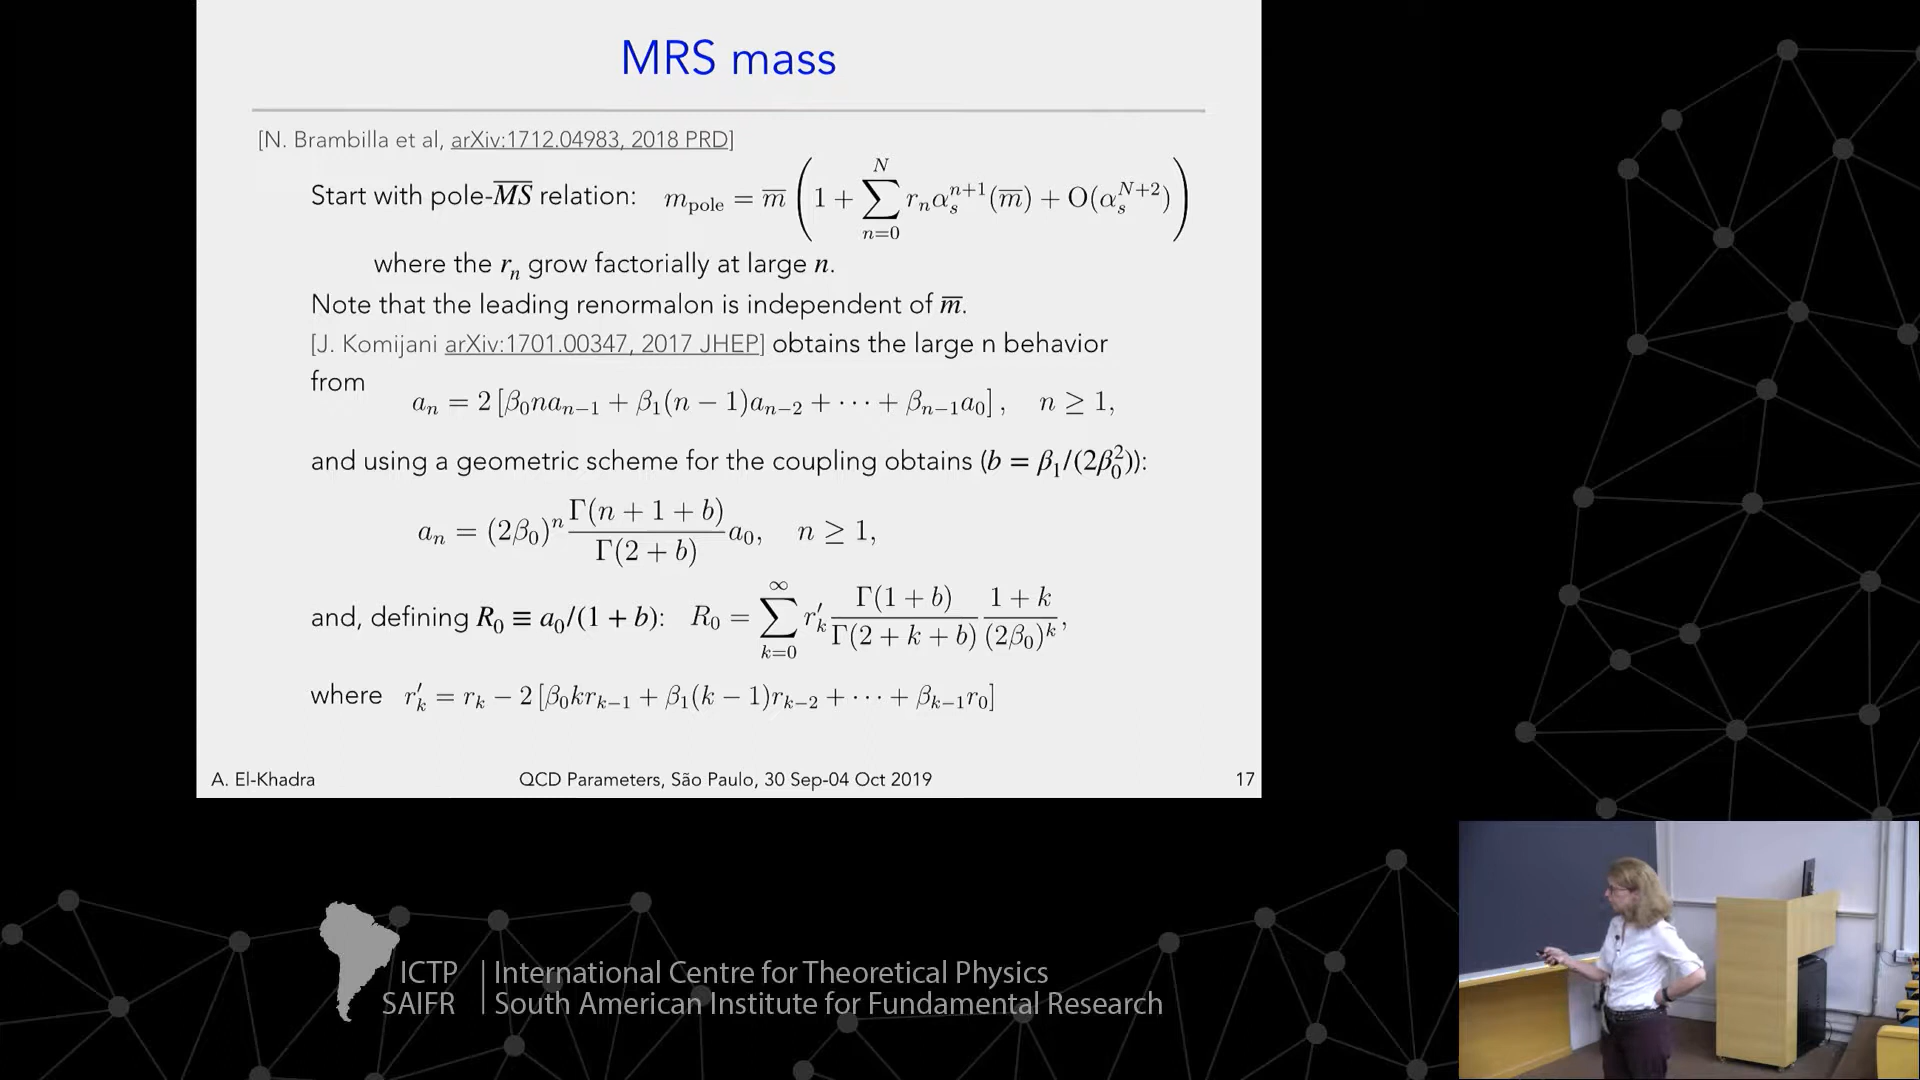 MRS mass
[N. Brambilla et al, arXiv:1712.04983, 2018 PRD]
Start with pole-$\overline{MS}$ relation: $m_{\mathrm{pole}} = \overline{m}\left(1 + \sum_{n=0}^{N} r_n \alpha_s^{n+1}(\overline{m}) + \mathrm{O}(\alpha_s^{N+2})\right)$
where the $r_n$ grow factorially at large $n$.
Note that the leading renormalon is independent of $\overline{m}$.
[J. Komijani arXiv:1701.00347, 2017 JHEP] obtains the large n behavior
from
$a_n = 2\left[\beta_0 n a_{n-1} + \beta_1(n-1)a_{n-2} + \cdots + \beta_{n-1}a_0\right], \quad n \geq 1,$
and using a geometric scheme for the coupling obtains ($b = \beta_1/(2\beta_0^2)$):
$a_n = (2\beta_0)^n \frac{\Gamma(n+1+b)}{\Gamma(2+b)} a_0, \quad n \geq 1,$
and, defining $R_0 \equiv a_0/(1+b)$: $R_0 = \sum_{k=0}^{\infty} r'_k \frac{\Gamma(1+b)}{\Gamma(2+k+b)} \frac{1+k}{(2\beta_0)^k},$
where $r'_k = r_k - 2\left[\beta_0 k r_{k-1} + \beta_1(k-1)r_{k-2} + \cdots + \beta_{k-1}r_0\right]$
A. El-Khadra
QCD Parameters, São Paulo, 30 Sep-04 Oct 2019
17
ICTP International Centre for Theoretical Physics
SAIFR South American Institute for Fundamental Research